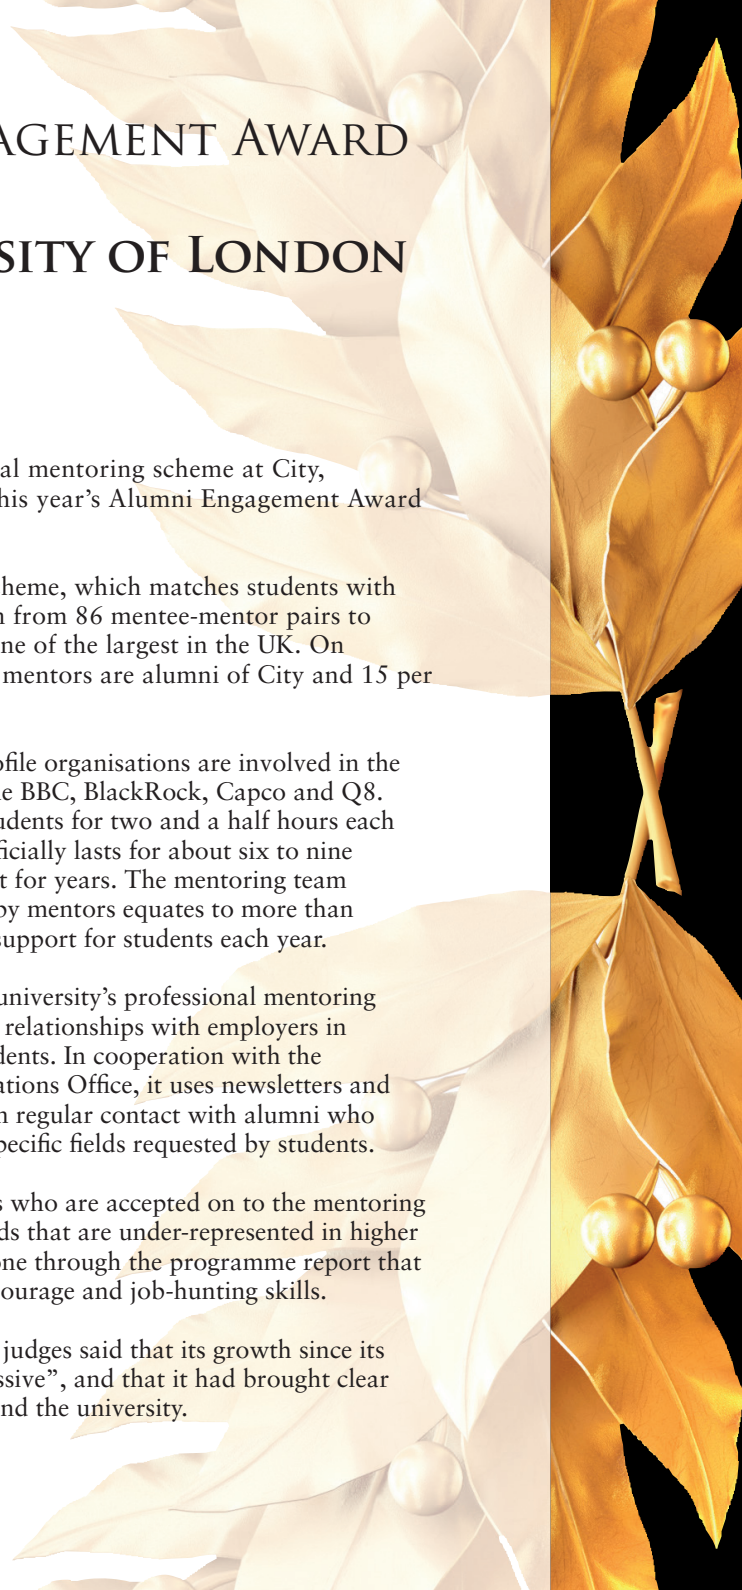 AGEMENT AWARD
SITY OF LONDON
al mentoring scheme at City,
his year's Alumni Engagement Award
heme, which matches students with
n from 86 mentee-mentor pairs to
ne of the largest in the UK. On
mentors are alumni of City and 15 per
ofile organisations are involved in the
e BBC, BlackRock, Capco and Q8.
udents for two and a half hours each
ficially lasts for about six to nine
t for years. The mentoring team
by mentors equates to more than
support for students each year.
university's professional mentoring
relationships with employers in
dents. In cooperation with the
ations Office, it uses newsletters and
n regular contact with alumni who
pecific fields requested by students.
s who are accepted on to the mentoring
ds that are under-represented in higher
one through the programme report that
ourage and job-hunting skills.
judges said that its growth since its
ssive", and that it had brought clear
nd the university.